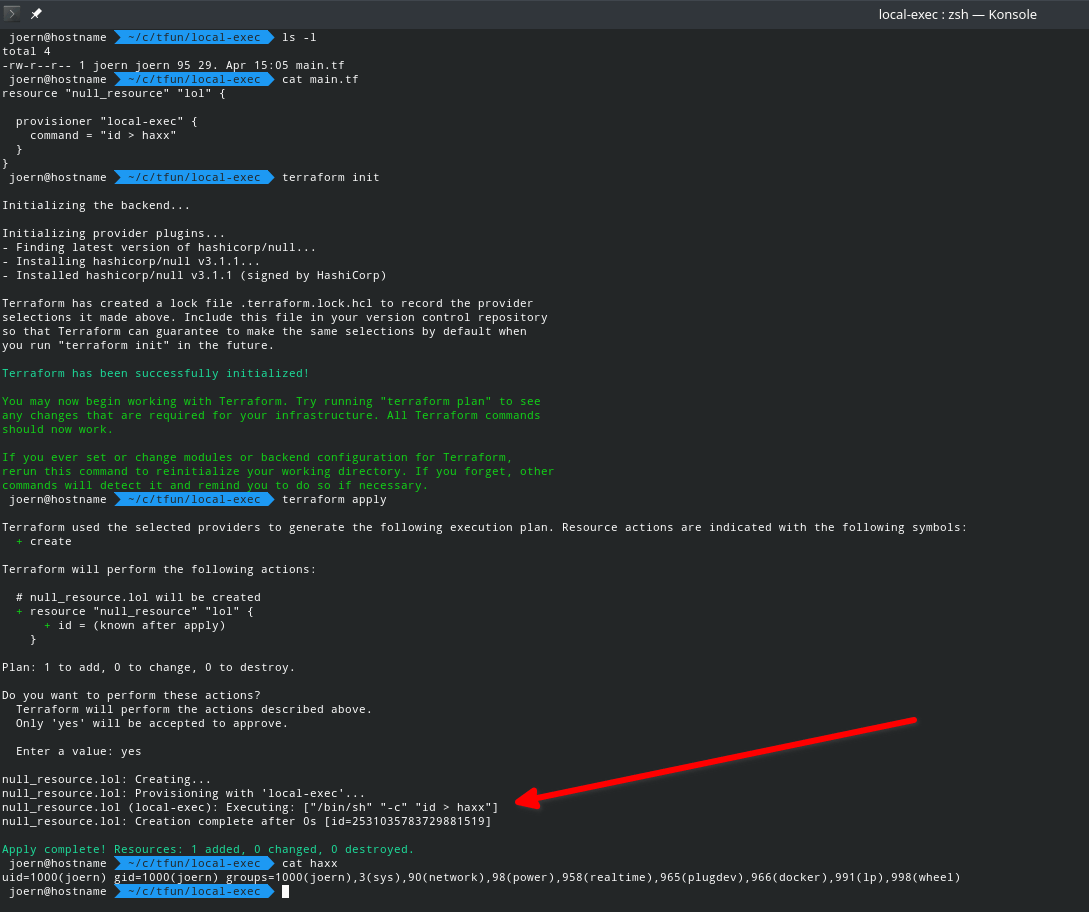 local-exec : zsh — Konsole
joern@hostname ~/c/tfun/local-exec ls -l
total 4
-rw-r--r-- 1 joern joern 95 29. Apr 15:05 main.tf
joern@hostname ~/c/tfun/local-exec cat main.tf
resource "null_resource" "lol" {
  provisioner "local-exec" {
    command = "id > haxx"
  }
}
joern@hostname ~/c/tfun/local-exec terraform init
Initializing the backend...
Initializing provider plugins...
- Finding latest version of hashicorp/null...
- Installing hashicorp/null v3.1.1...
- Installed hashicorp/null v3.1.1 (signed by HashiCorp)
Terraform has created a lock file .terraform.lock.hcl to record the provider
selections it made above. Include this file in your version control repository
so that Terraform can guarantee to make the same selections by default when
you run "terraform init" in the future.
Terraform has been successfully initialized!
You may now begin working with Terraform. Try running "terraform plan" to see
any changes that are required for your infrastructure. All Terraform commands
should now work.
If you ever set or change modules or backend configuration for Terraform,
rerun this command to reinitialize your working directory. If you forget, other
commands will detect it and remind you to do so if necessary.
joern@hostname ~/c/tfun/local-exec terraform apply
Terraform used the selected providers to generate the following execution plan. Resource actions are indicated with the following symbols:
  + create
Terraform will perform the following actions:
  # null_resource.lol will be created
  + resource "null_resource" "lol" {
      + id = (known after apply)
    }
Plan: 1 to add, 0 to change, 0 to destroy.
Do you want to perform these actions?
  Terraform will perform the actions described above.
  Only 'yes' will be accepted to approve.
  Enter a value: yes
null_resource.lol: Creating...
null_resource.lol: Provisioning with 'local-exec'...
null_resource.lol (local-exec): Executing: ["/bin/sh" "-c" "id > haxx"]
null_resource.lol: Creation complete after 0s [id=2531035783729881519]
Apply complete! Resources: 1 added, 0 changed, 0 destroyed.
joern@hostname ~/c/tfun/local-exec cat haxx
uid=1000(joern) gid=1000(joern) groups=1000(joern),3(sys),90(network),98(power),958(realtime),965(plugdev),966(docker),991(lp),998(wheel)
joern@hostname ~/c/tfun/local-exec